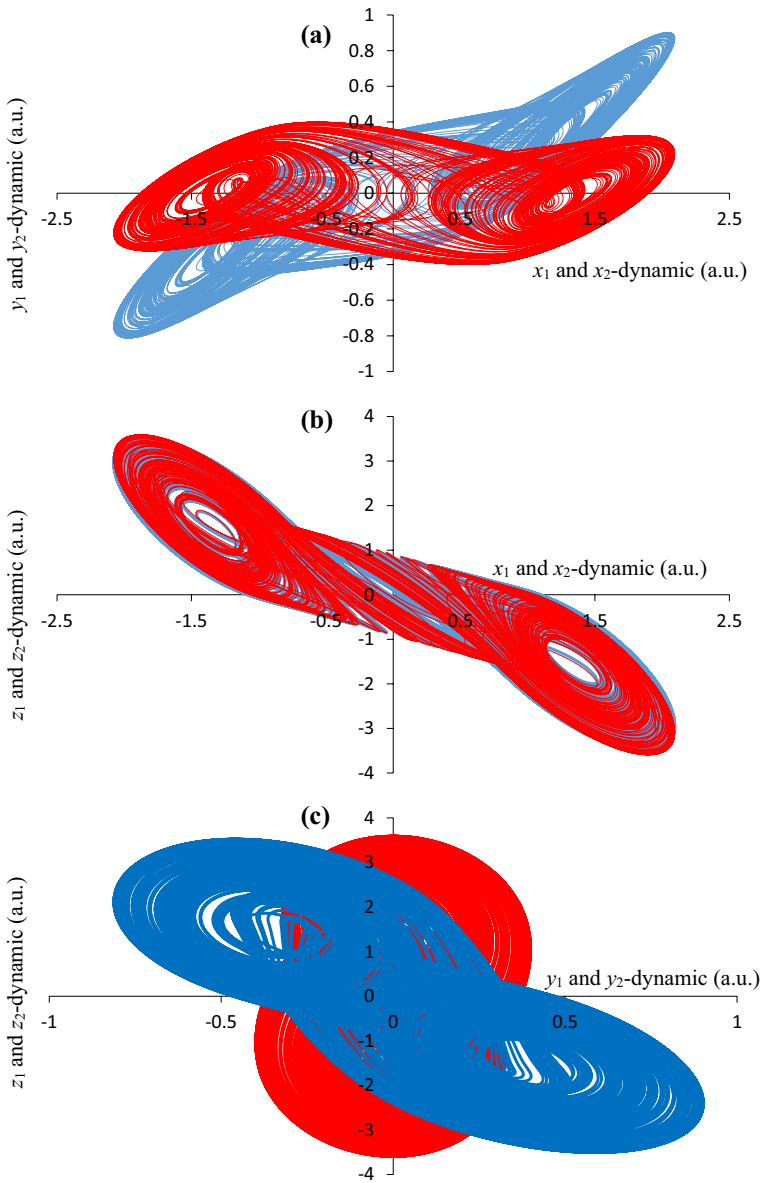 (a)
1
0.8
0.6
0.4
0.2
0
-0.2
-0.4
-0.6
-0.8
-1
-2.5 -1.5 -0.5 0.5 1.5 2.5
y1 and y2-dynamic (a.u.)
x1 and x2-dynamic (a.u.)
(b)
4
3
2
1
0
-1
-2
-3
-4
-2.5 -1.5 -0.5 0.5 1.5 2.5
z1 and z2-dynamic (a.u.)
x1 and x2-dynamic (a.u.)
(c)
4
3
2
1
0
-1
-2
-3
-4
-1 -0.5 0 0.5 1
z1 and z2-dynamic (a.u.)
y1 and y2-dynamic (a.u.)